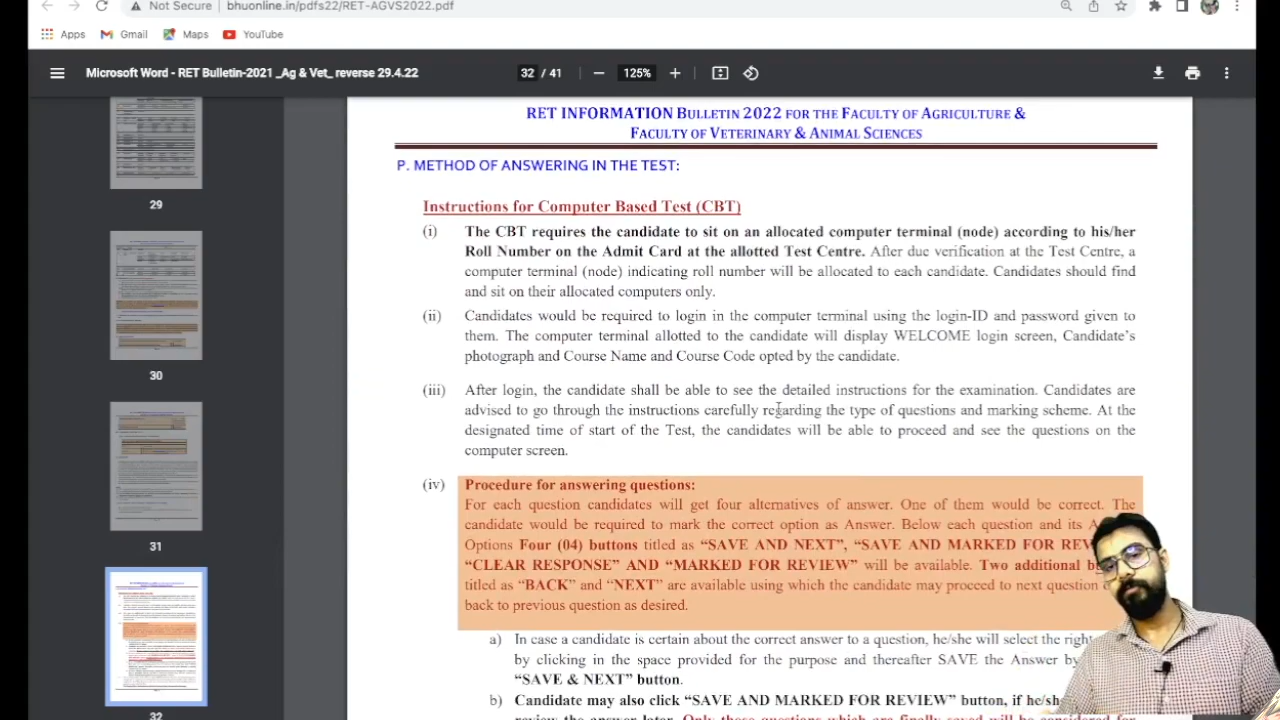 Not Secure | bhuonline.in/pdfs22/RET-AGVS2022.pdf
Apps Gmail Maps YouTube
Microsoft Word - RET Bulletin-2021 _Ag & Vet_ reverse 29.4.22 32 / 41 125%
RET INFORMATION BULLETIN 2022 FOR THE FACULTY OF AGRICULTURE &
FACULTY OF VETERINARY & ANIMAL SCIENCES
P. METHOD OF ANSWERING IN THE TEST:
Instructions for Computer Based Test (CBT)
(i) The CBT requires the candidate to sit on an allocated computer terminal (node) according to his/her
Roll Number on the Admit Card at the allotted Test Centre. After due verification at the Test Centre, a
computer terminal (node) indicating roll number will be allocated to each candidate. Candidates should find
and sit on their allocated computers only.
(ii) Candidates would be required to login in the computer terminal using the login-ID and password given to
them. The computer terminal allotted to the candidate will display WELCOME login screen, Candidate's
photograph and Course Name and Course Code opted by the candidate.
(iii) After login, the candidate shall be able to see the detailed instructions for the examination. Candidates are
advised to go through the instructions carefully regarding the type of questions and marking scheme. At the
designated time of start of the Test, the candidates will be able to proceed and see the questions on the
computer screen.
(iv) Procedure for answering questions:
For each question candidates will get four alternatives of answer. One of them would be correct. The
candidate would be required to mark the correct option as Answer. Below each question and its
Options Four (04) buttons titled as “SAVE AND NEXT”, “SAVE AND MARKED FOR
“CLEAR RESPONSE” AND “MARKED FOR REVIEW” will be available. Two additional
titled as “BACK” & “NEXT” are available using which candidate may proceed next question
back to previous question as desired.
a) In case a candidate is certain about the correct answer of a question, he/she will select the right
by clicking in the space provided for the purpose and thereafter SAVE the Answer by
“SAVE & NEXT” button.
b) Candidate may also click “SAVE AND MARKED FOR REVIEW” button, if
review the answer later. Only those questions which are finally saved will be considered for
29
30
31
32